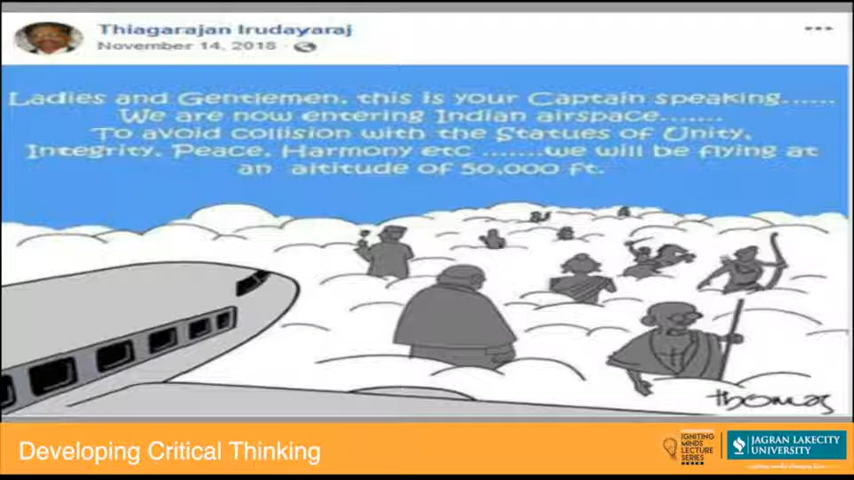 Thiagarajan Irudayaraj
November 14, 2018
Ladies and Gentlemen, this is your Captain speaking......
We are now entering Indian airspace.......
To avoid collision with the Statues of Unity,
Integrity, Peace, Harmony etc .......we will be flying at
an altitude of 50,000 ft.
thomas
Developing Critical Thinking
IGNITING
MINDS
LECTURE
SERIES
JAGRAN LAKECITY
UNIVERSITY